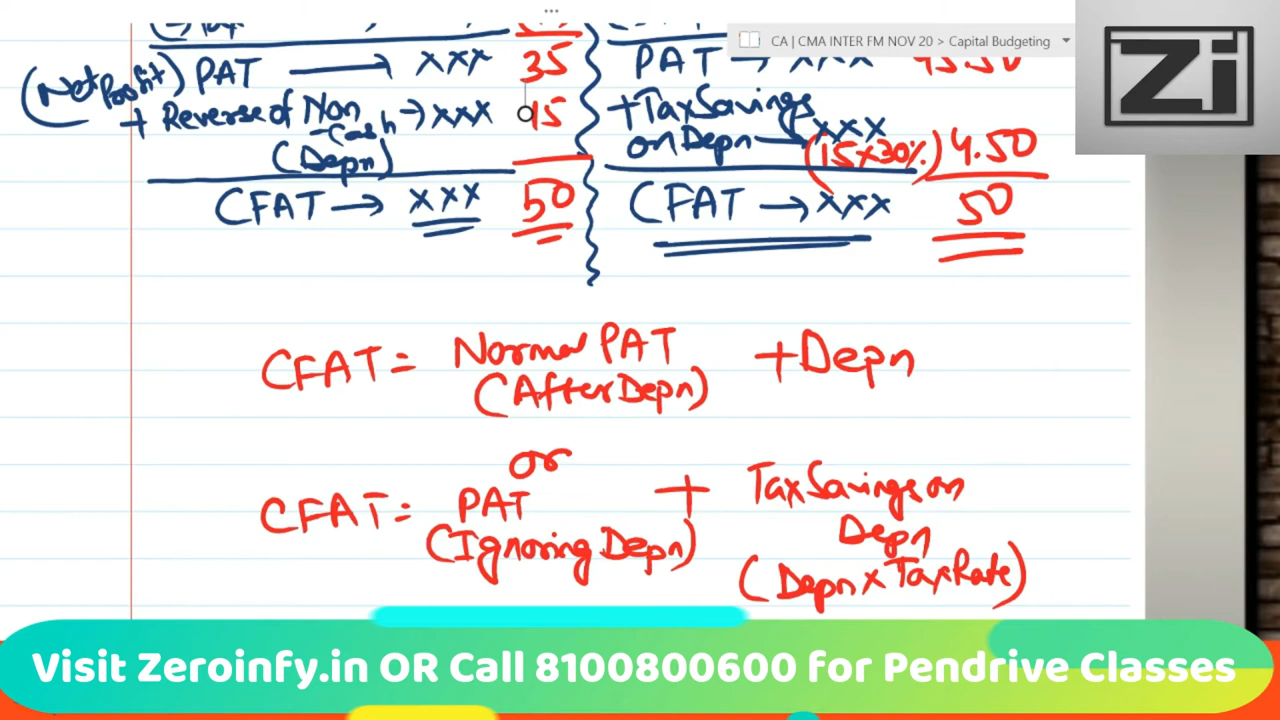 CA | CMA INTER FM NOV 20 > Capital Budgeting
Zi
(Net Profit) PAT → xxx 35
+ Reverse of Non
-Cash → xxx 15
(Depn)
CFAT → xxx 50
PAT → xxx 45.50
+ Tax Savings
on Depn → xxx
(15x30%) 4.50
CFAT → xxx 50
CFAT = Normal PAT + Depn
(After Depn)
or
CFAT = PAT + Tax Savings on
(Ignoring Depn) Depn
(Depn x Tax Rate)
Visit Zeroinfy.in OR Call 8100800600 for Pendrive Classes